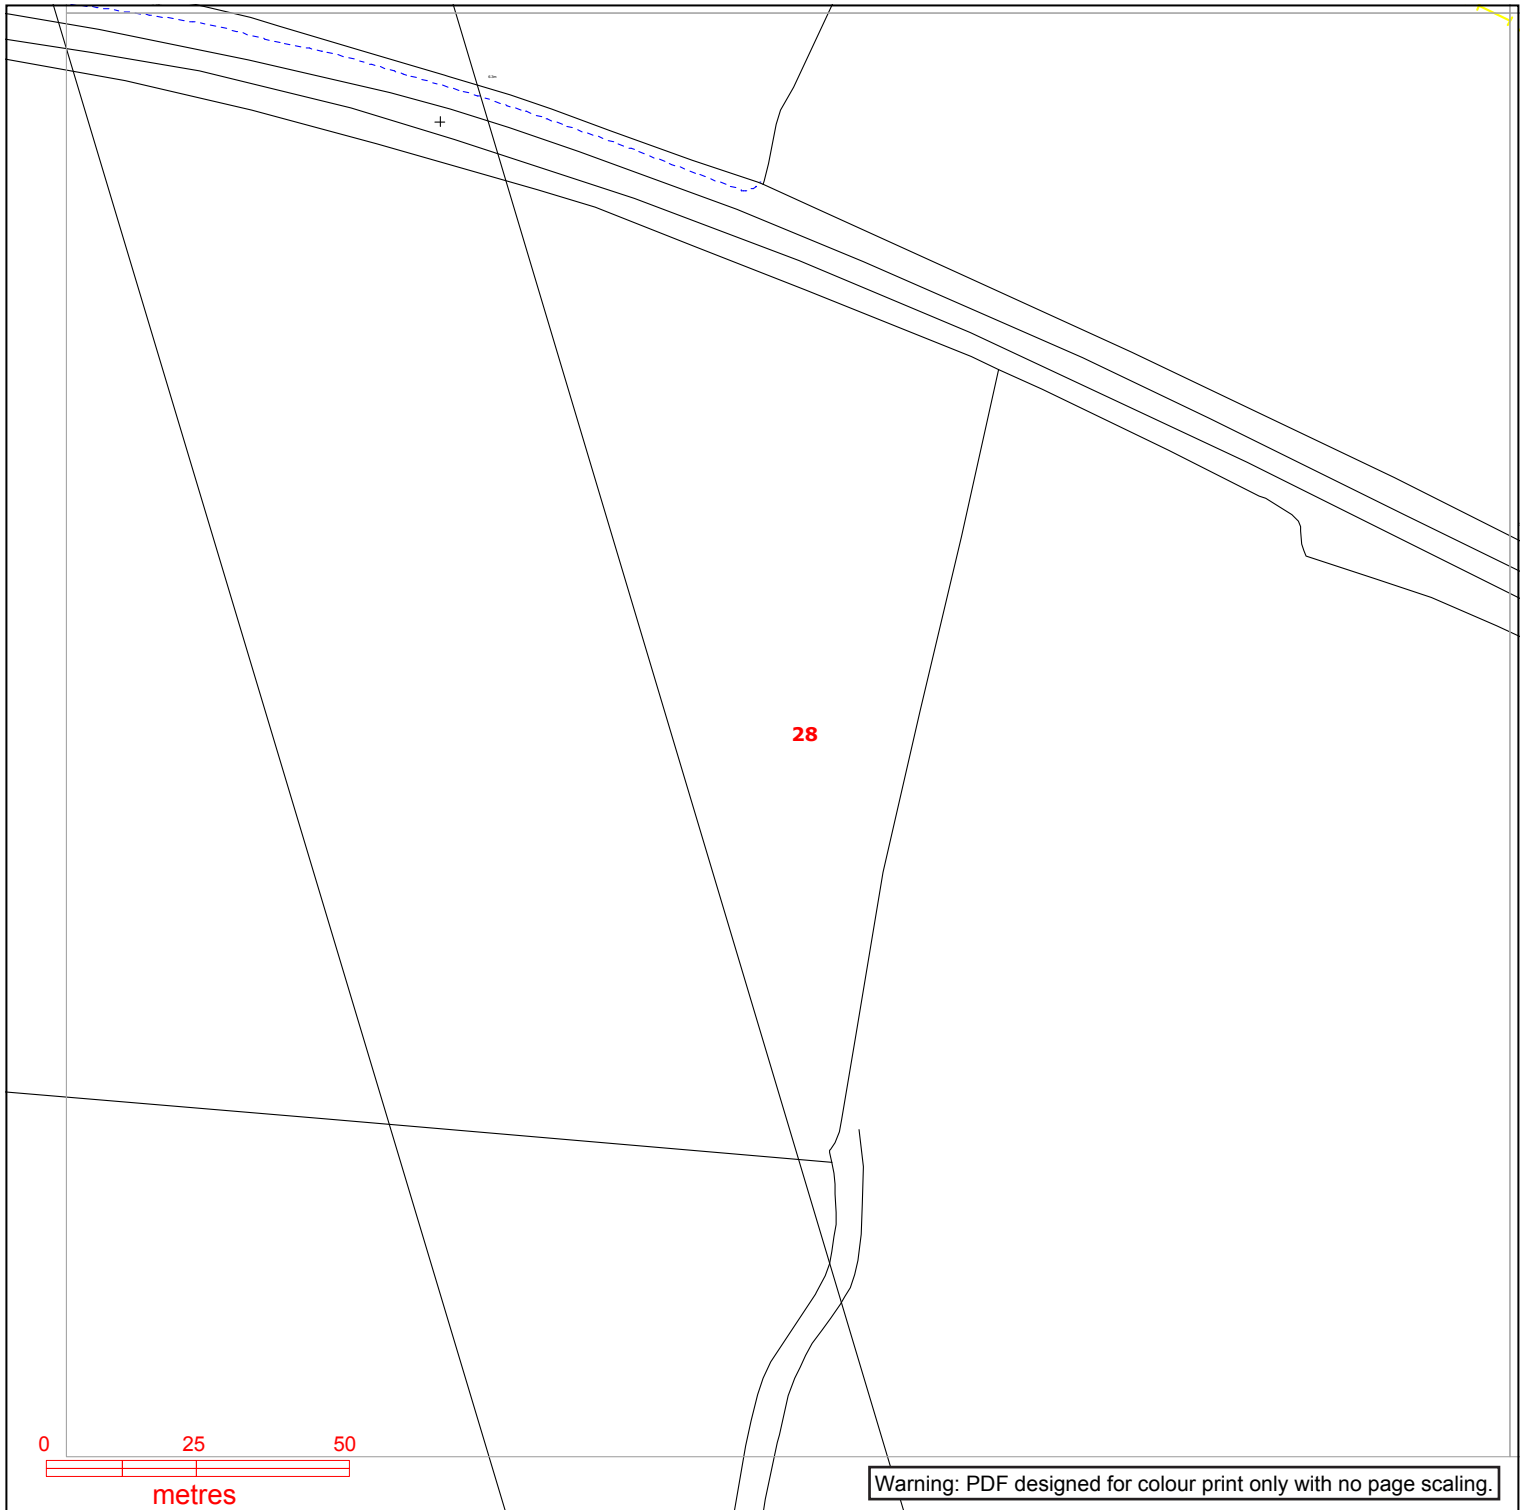 28
0 25 50
metres
Warning: PDF designed for colour print only with no page scaling.